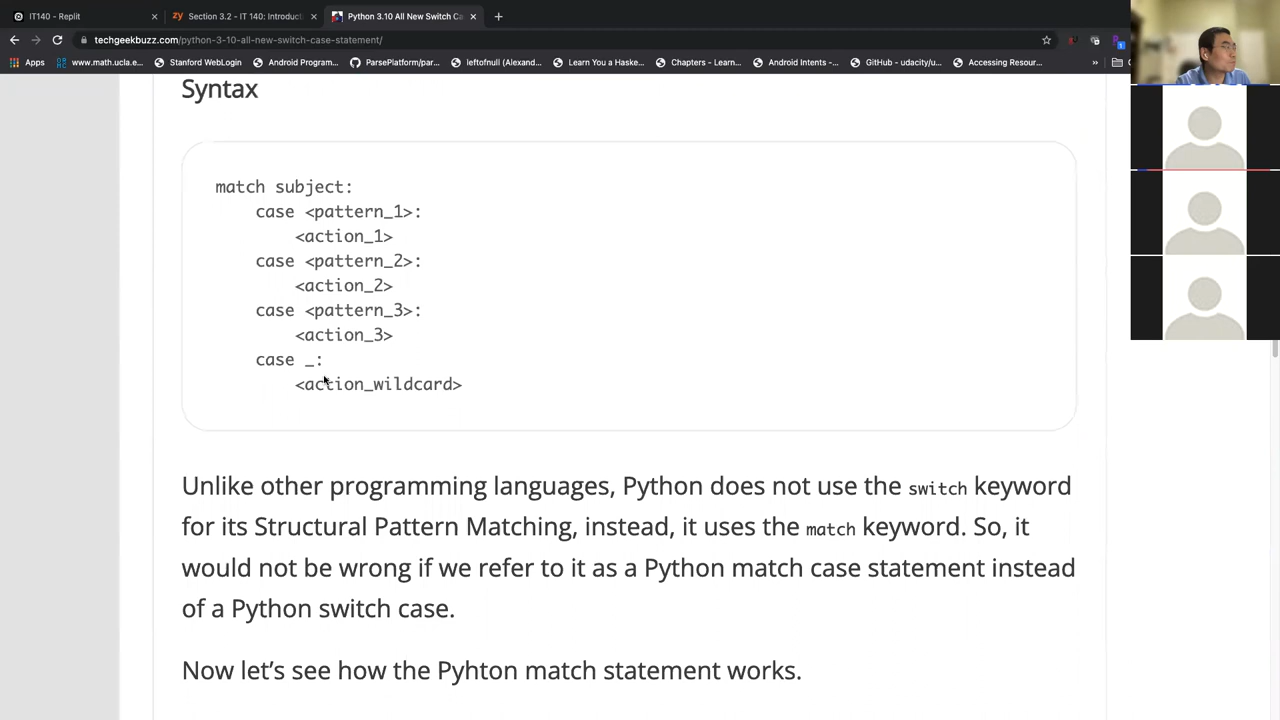 IT140 - Replit
Section 3.2 - IT 140: Introduct
Python 3.10 All New Switch Ca
techgeekbuzz.com/python-3-10-all-new-switch-case-statement/
Apps
www.math.ucla.e...
Stanford WebLogin
Android Program...
ParsePlatform/par...
leftofnull (Alexand...
Learn You a Haske...
Chapters - Learn...
Android Intents -...
GitHub - udacity/u...
Accessing Resour...
»
Syntax
match subject:
case <pattern_1>:
<action_1>
case <pattern_2>:
<action_2>
case <pattern_3>:
<action_3>
case _:
<action_wildcard>
Unlike other programming languages, Python does not use the switch keyword
for its Structural Pattern Matching, instead, it uses the match keyword. So, it
would not be wrong if we refer to it as a Python match case statement instead
of a Python switch case.
Now let's see how the Pyhton match statement works.